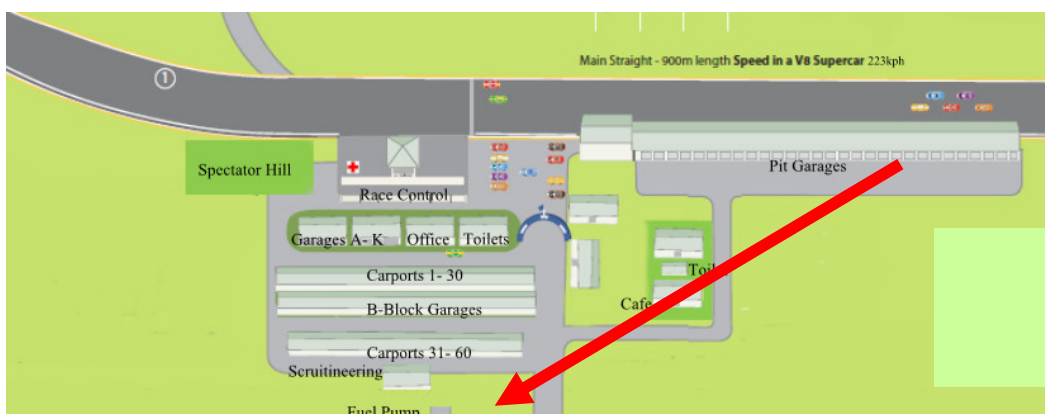 Main Straight - 900m length Speed in a V8 Supercar 223kph
1
Spectator Hill
Pit Garages
Race Control
Garages A- K Office Toilets
Carports 1- 30
B-Block Garages
Cafe
Carports 31- 60
Scruitineering
Fuel Pump